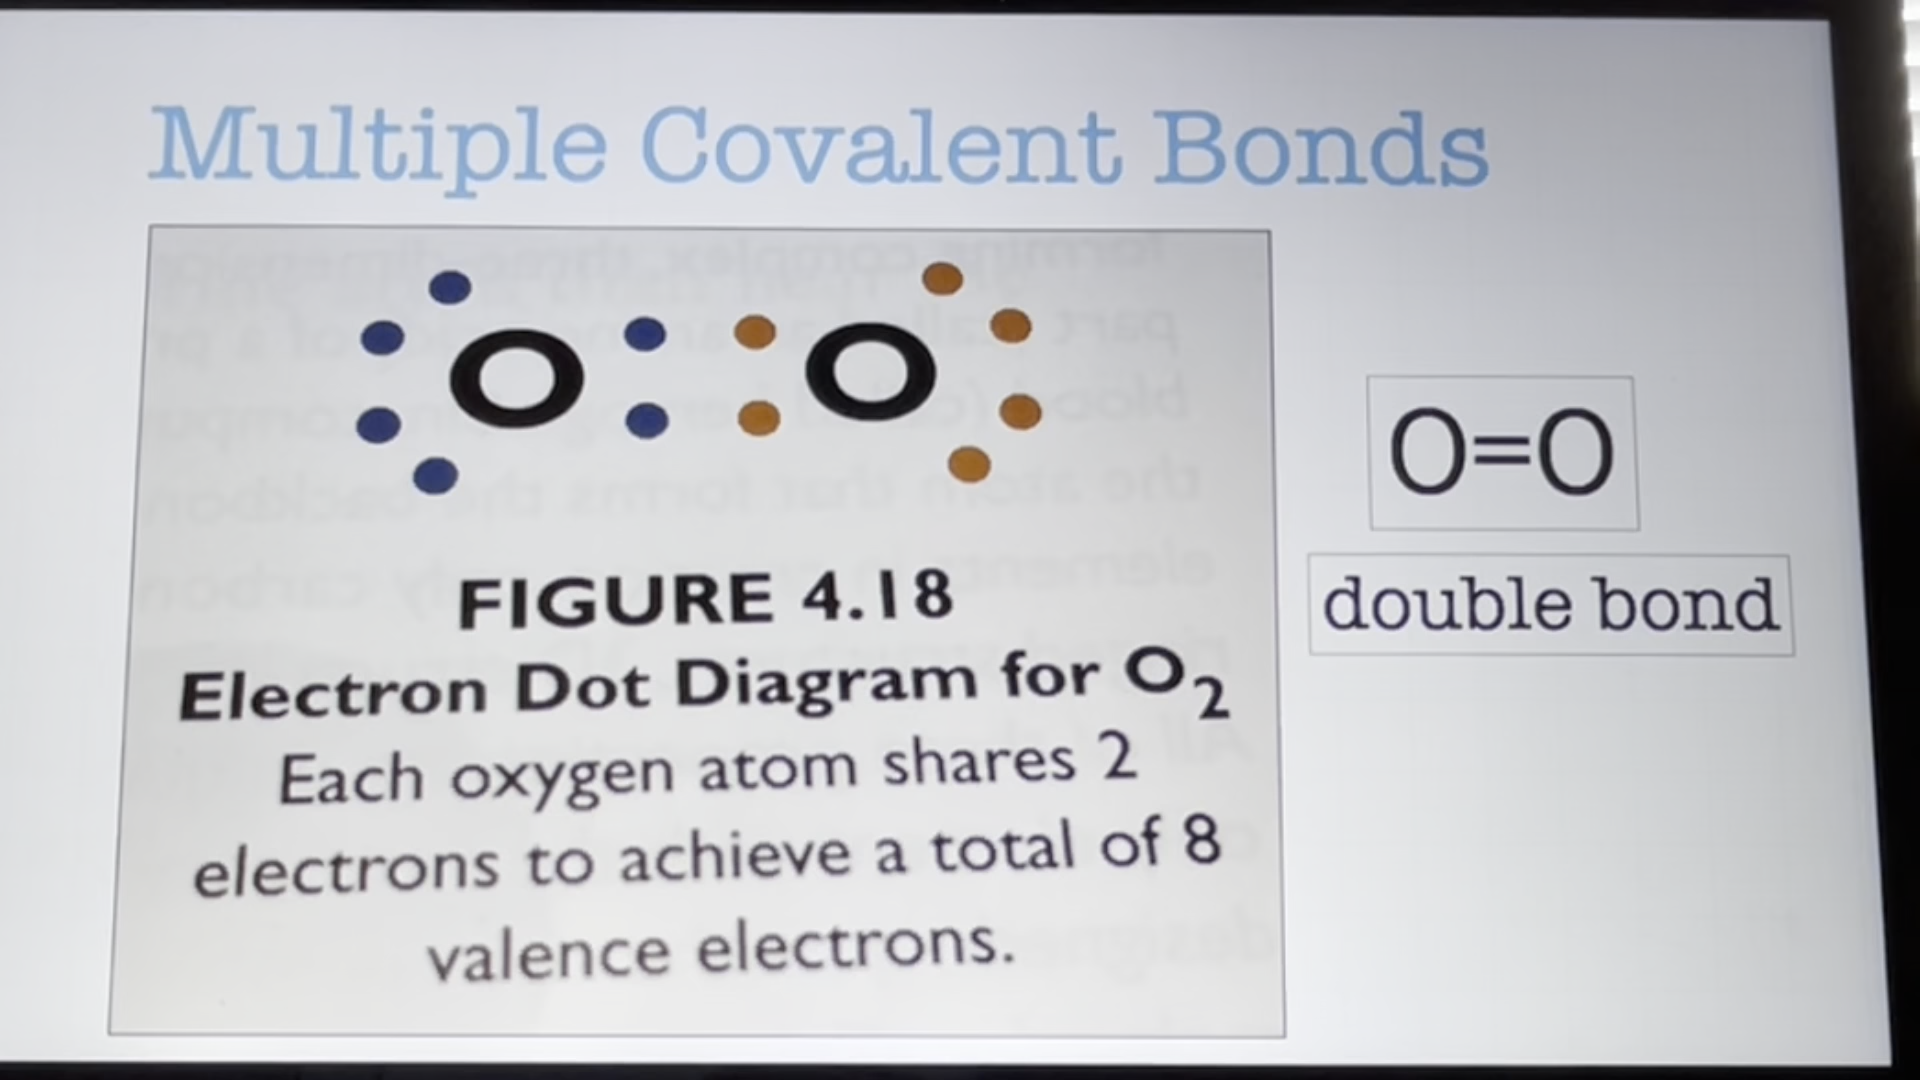 Multiple Covalent Bonds
O O
O=O
double bond
FIGURE 4.18
Electron Dot Diagram for O₂
Each oxygen atom shares 2
electrons to achieve a total of 8
valence electrons.